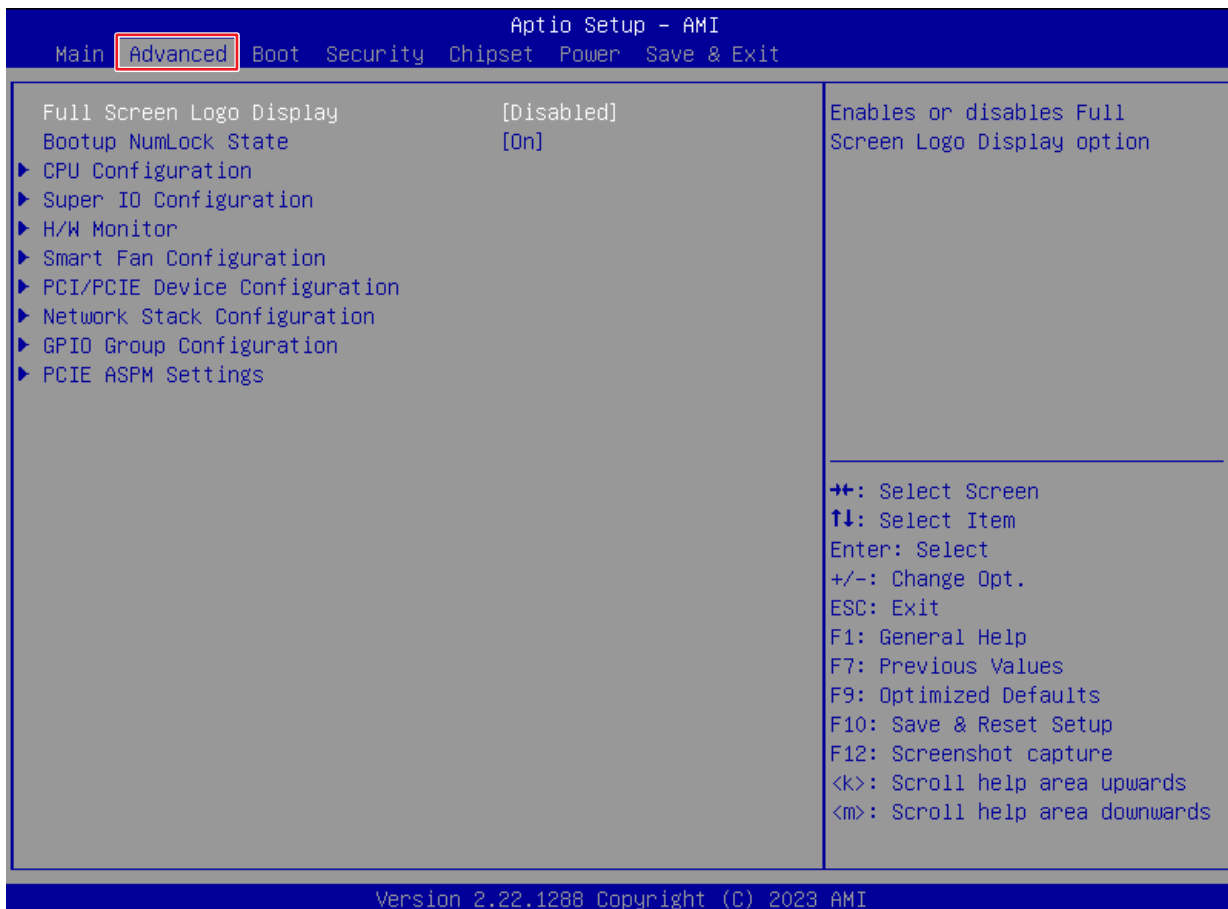 Aptio Setup – AMI
Main Advanced Boot Security Chipset Power Save & Exit
Full Screen Logo Display [Disabled]
Bootup NumLock State [On]
▶ CPU Configuration
▶ Super IO Configuration
▶ H/W Monitor
▶ Smart Fan Configuration
▶ PCI/PCIE Device Configuration
▶ Network Stack Configuration
▶ GPIO Group Configuration
▶ PCIE ASPM Settings
Enables or disables Full
Screen Logo Display option
→←: Select Screen
↑↓: Select Item
Enter: Select
+/-: Change Opt.
ESC: Exit
F1: General Help
F7: Previous Values
F9: Optimized Defaults
F10: Save & Reset Setup
F12: Screenshot capture
<k>: Scroll help area upwards
<m>: Scroll help area downwards
Version 2.22.1288 Copyright (C) 2023 AMI